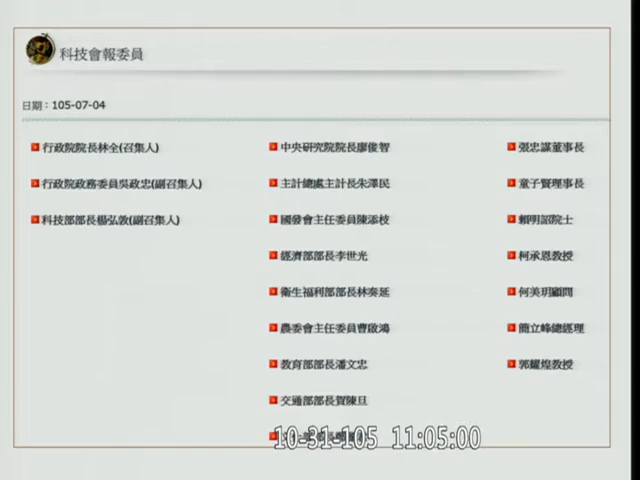 科技會報委員
日期：105-07-04
行政院院長林全(召集人)
行政院政務委員吳政忠(副召集人)
科技部部長楊弘敦(副召集人)
中央研究院院長廖俊智
主計總處主計長朱澤民
國發會主任委員陳添枝
經濟部部長李世光
衛生福利部部長林奏延
農委會主任委員曹啟鴻
教育部部長潘文忠
交通部部長賀陳旦
張忠謀董事長
童子賢理事長
賴明詔院士
柯承恩教授
何美玥顧問
簡立峰總經理
郭耀煌教授
10-31-105 11:05:00